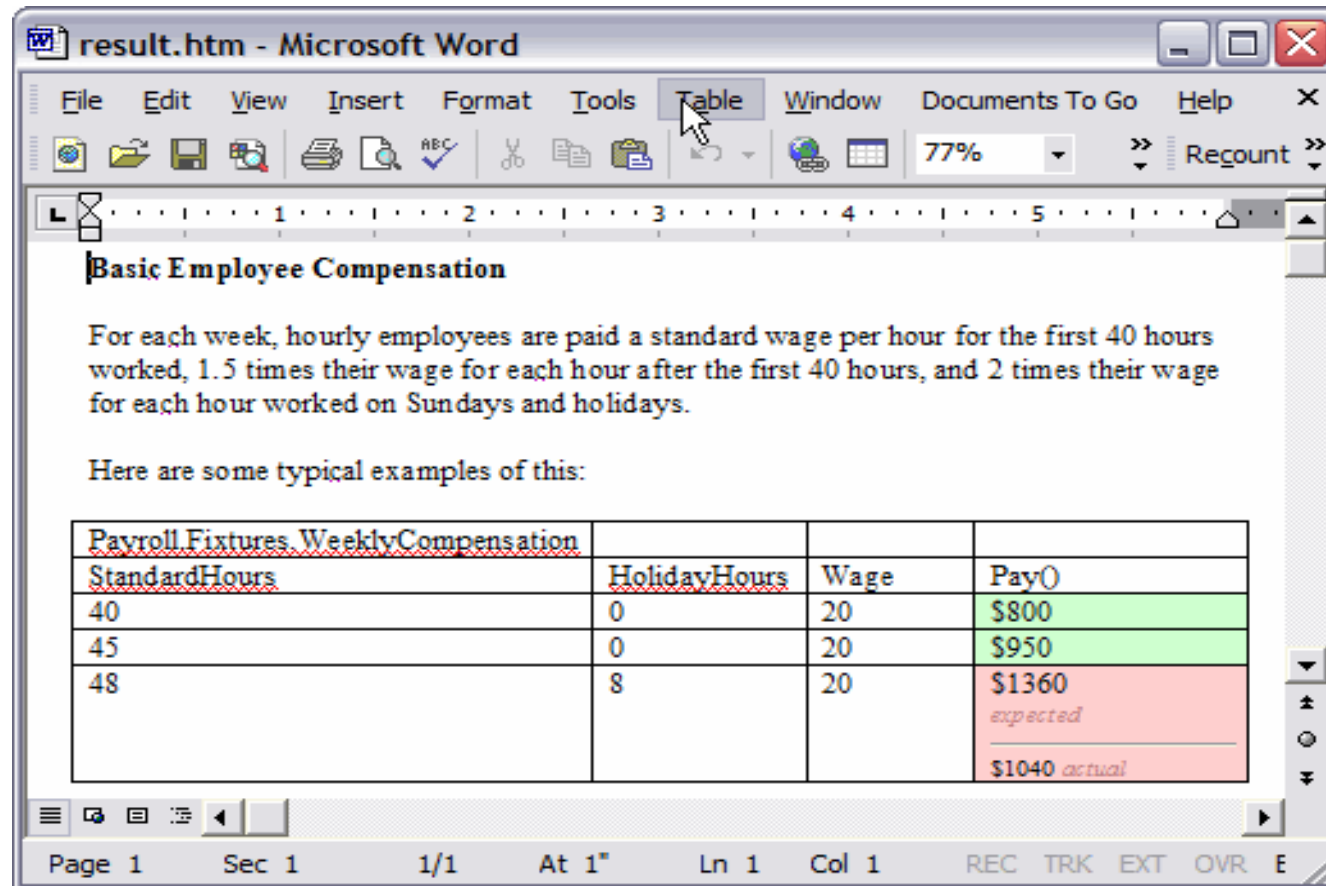 result.htm - Microsoft Word
File Edit View Insert Format Tools Table Window Documents To Go Help
ABC 77% Recount
1 2 3 4 5
Basic Employee Compensation
For each week, hourly employees are paid a standard wage per hour for the first 40 hours
worked, 1.5 times their wage for each hour after the first 40 hours, and 2 times their wage
for each hour worked on Sundays and holidays.
Here are some typical examples of this:
Payroll.Fixtures.WeeklyCompensation
StandardHours HolidayHours Wage Pay()
40 0 20 $800
45 0 20 $950
48 8 20 $1360
expected
$1040 actual
Page 1 Sec 1 1/1 At 1" Ln 1 Col 1 REC TRK EXT OVR E